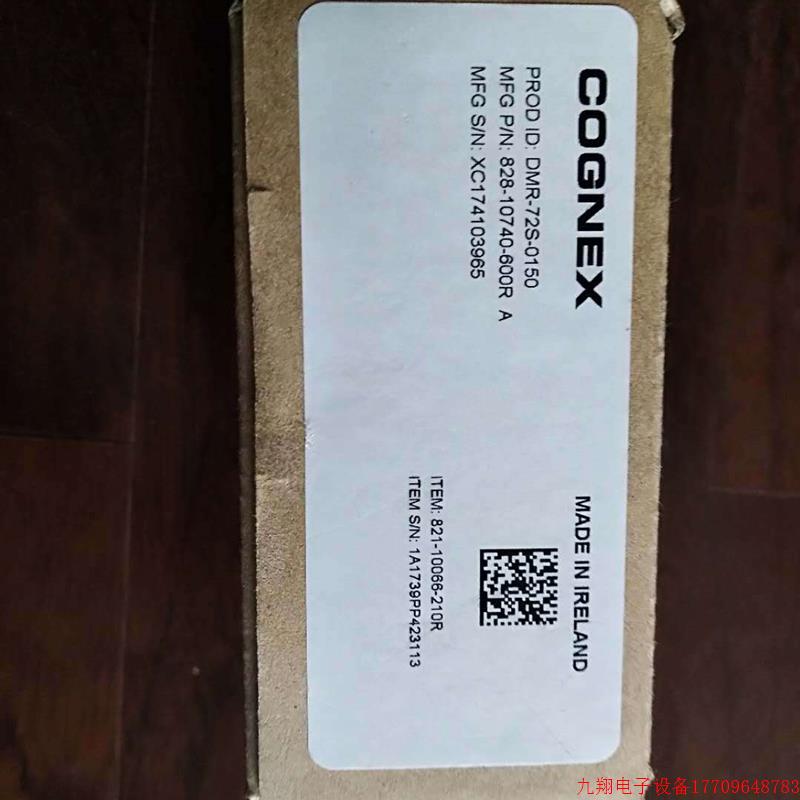 COGNEX
PROD ID: DMR-72S-0150
MFG P/N: 828-10740-600R A
MFG S/N: XC174103965
MADE IN IRELAND
ITEM: 821-10066-210R
ITEM S/N: 1A1739PP423113
九翔电子设备17709648783